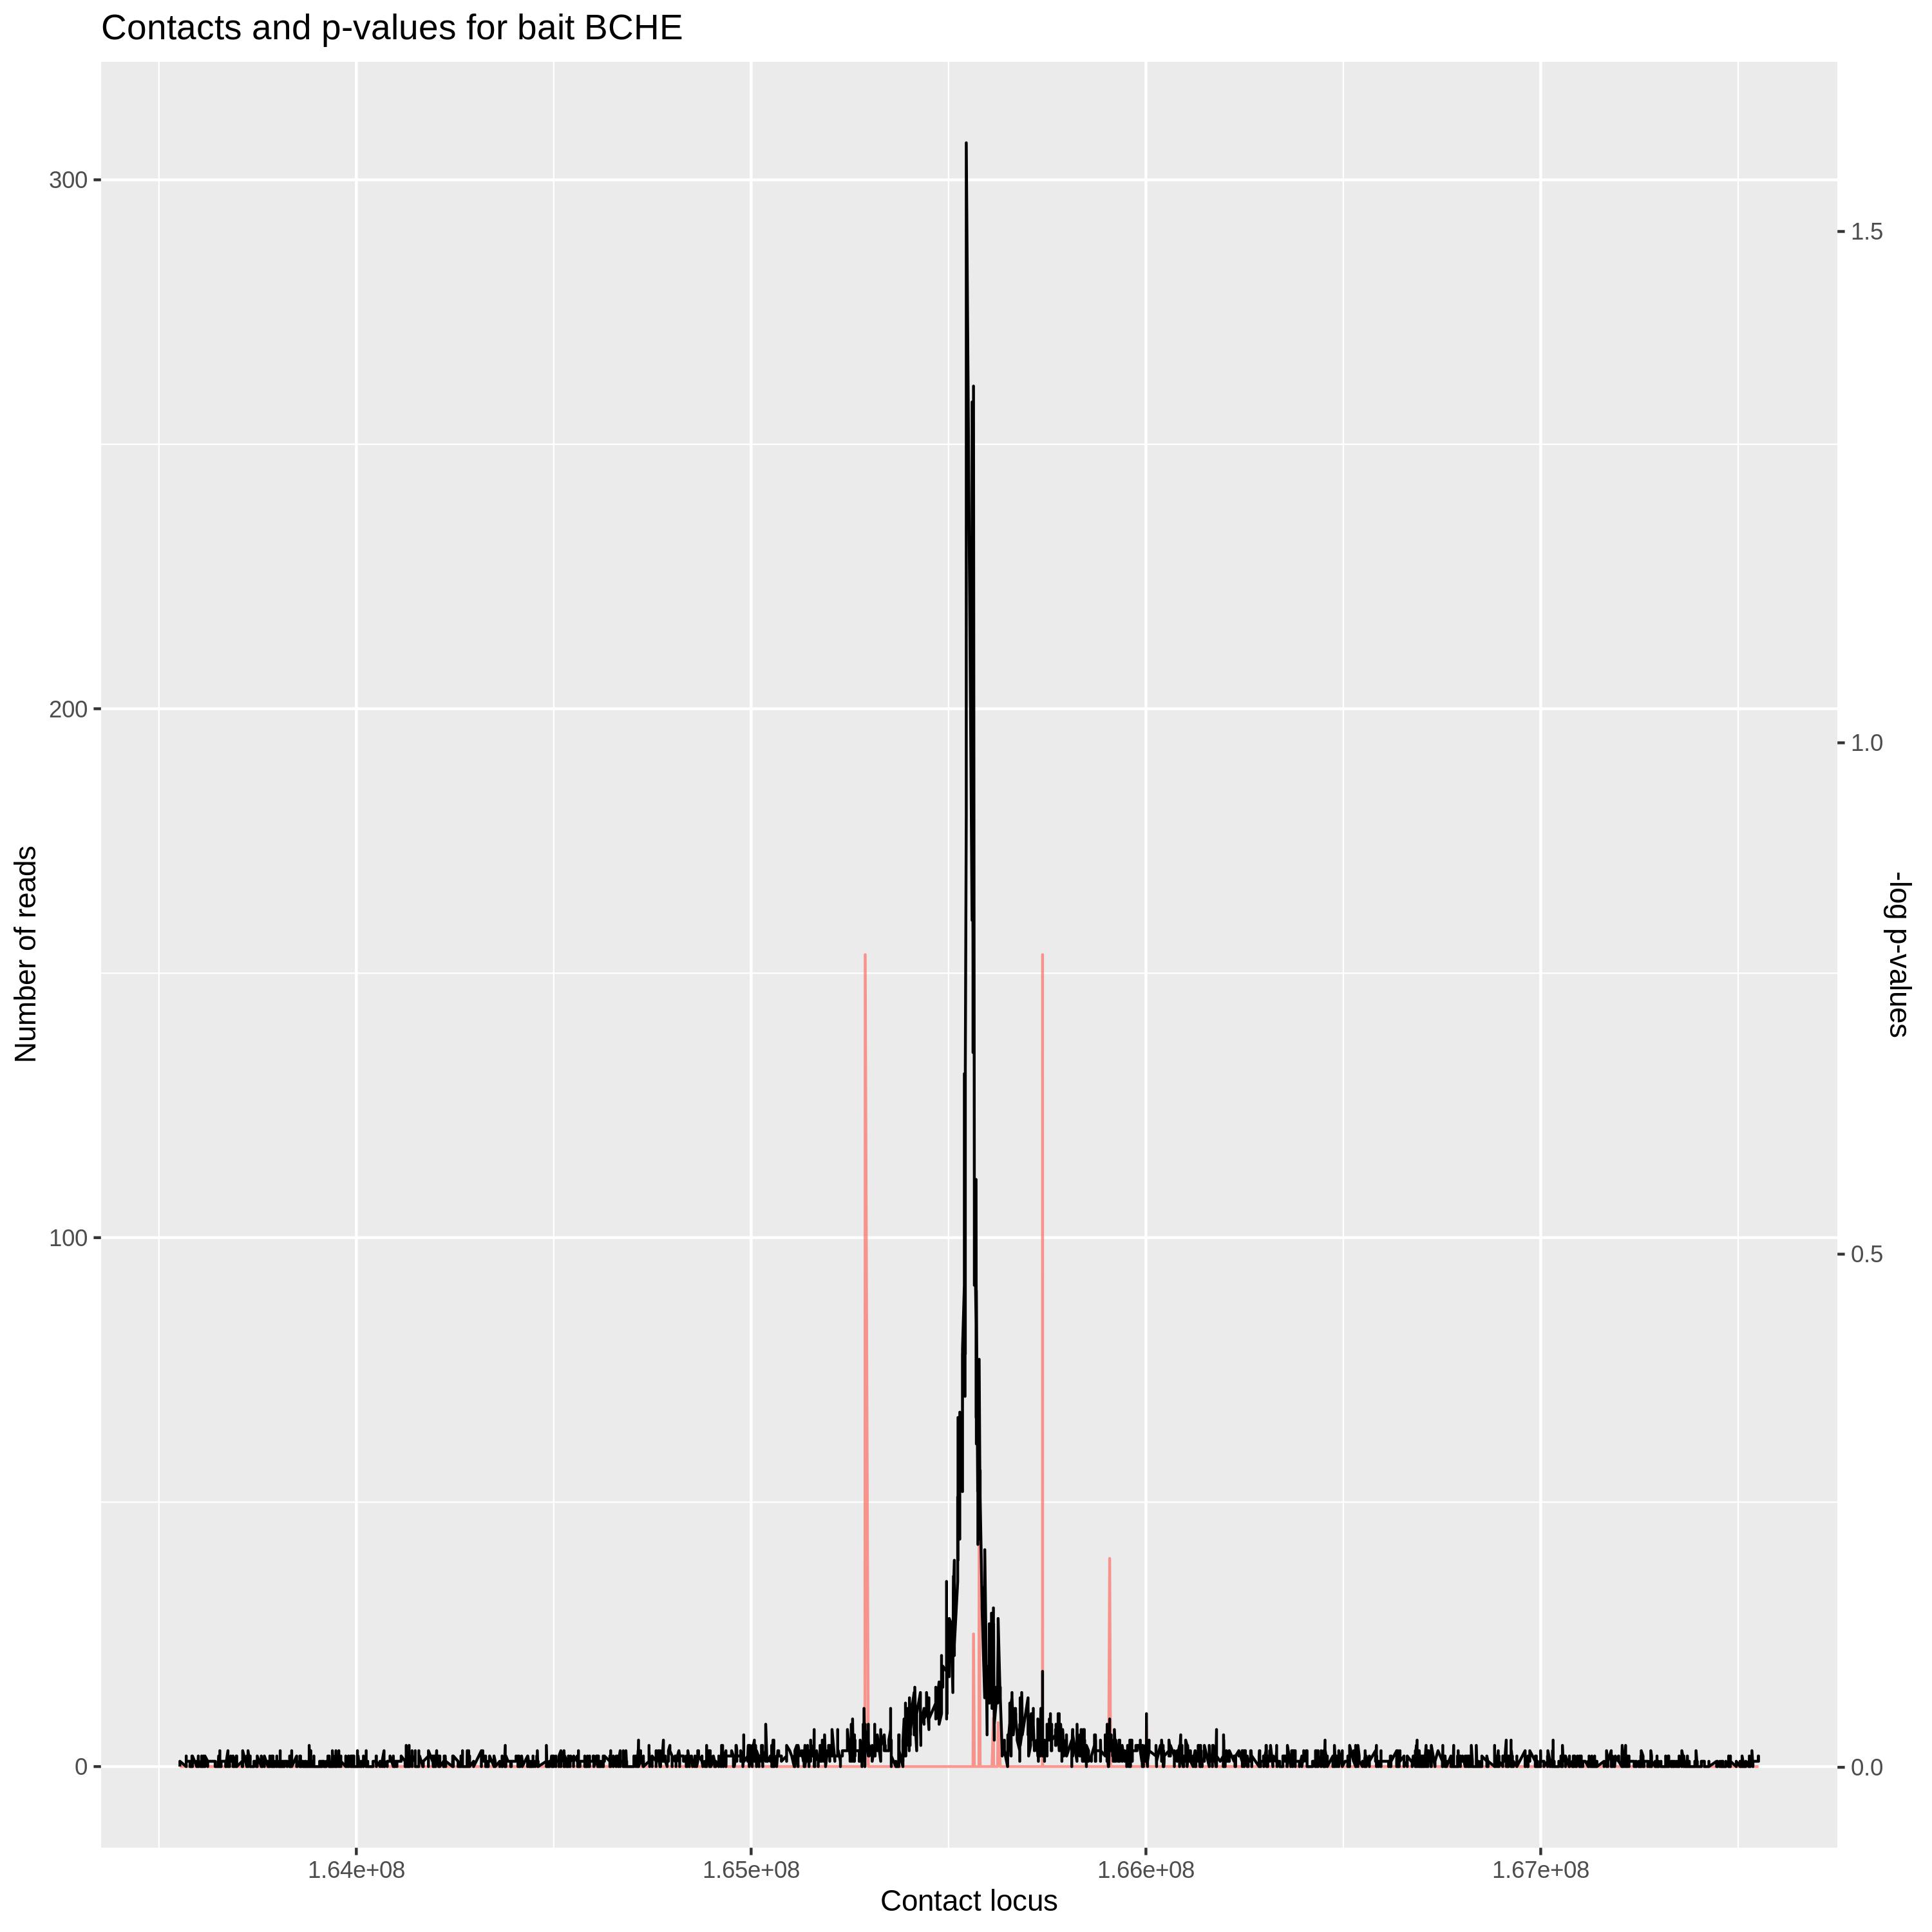 Contacts and p-values for bait BCHE
300
200
100
0
Number of reads
1.5
1.0
0.5
0.0
-log p-values
1.64e+08
1.65e+08
1.66e+08
1.67e+08
Contact locus